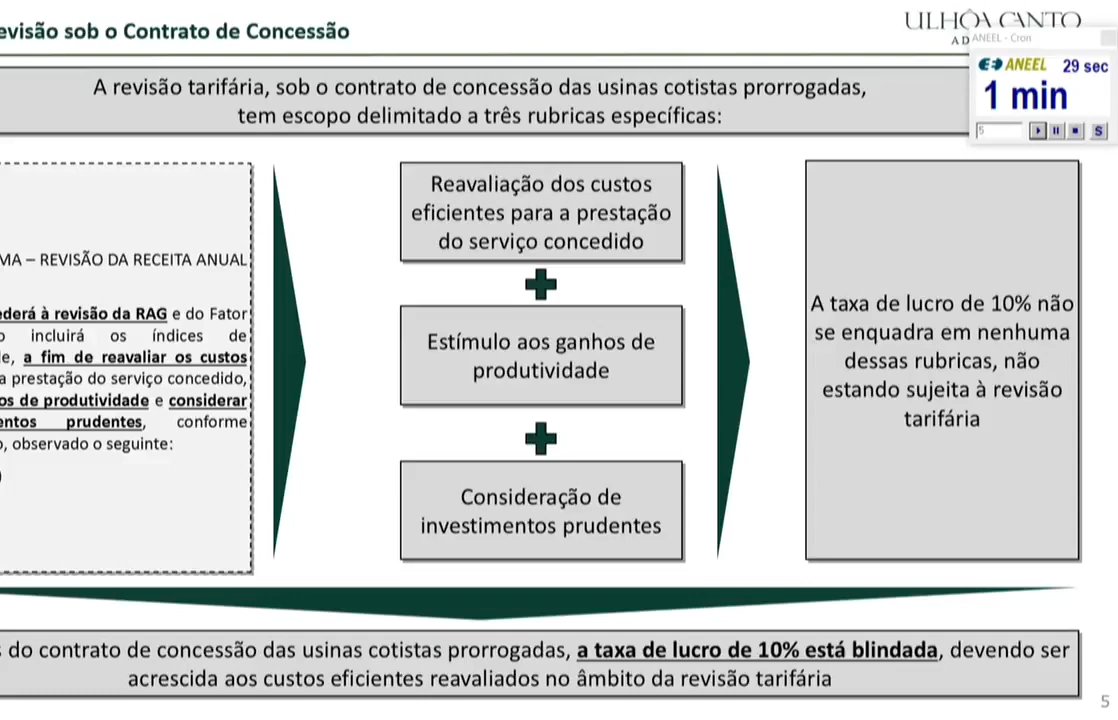 evisão sob o Contrato de Concessão
ULHÔA CANTO
A D
ANEEL - Cron
ANEEL 29 sec
1 min
5
S
A revisão tarifária, sob o contrato de concessão das usinas cotistas prorrogadas,
tem escopo delimitado a três rubricas específicas:
MA – REVISÃO DA RECEITA ANUAL
ederá à revisão da RAG e do Fator
o incluirá os índices de
le, a fim de reavaliar os custos
a prestação do serviço concedido,
os de produtividade e considerar
entos prudentes, conforme
o, observado o seguinte:
)
Reavaliação dos custos
eficientes para a prestação
do serviço concedido
Estímulo aos ganhos de
produtividade
Consideração de
investimentos prudentes
A taxa de lucro de 10% não
se enquadra em nenhuma
dessas rubricas, não
estando sujeita à revisão
tarifária
s do contrato de concessão das usinas cotistas prorrogadas, a taxa de lucro de 10% está blindada, devendo ser
acrescida aos custos eficientes reavaliados no âmbito da revisão tarifária
5